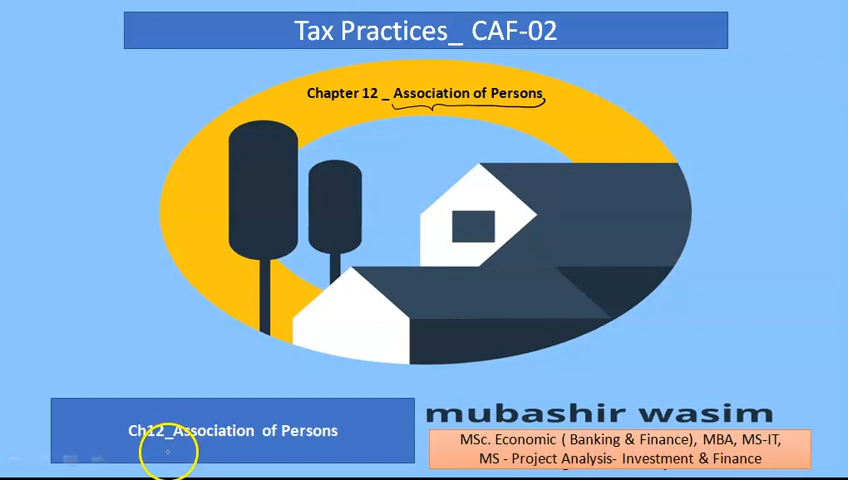 Tax Practices_ CAF-02
Chapter 12 _ Association of Persons
Ch12_Association of Persons
mubashir wasim
MSc. Economic ( Banking & Finance), MBA, MS-IT,
MS - Project Analysis- Investment & Finance